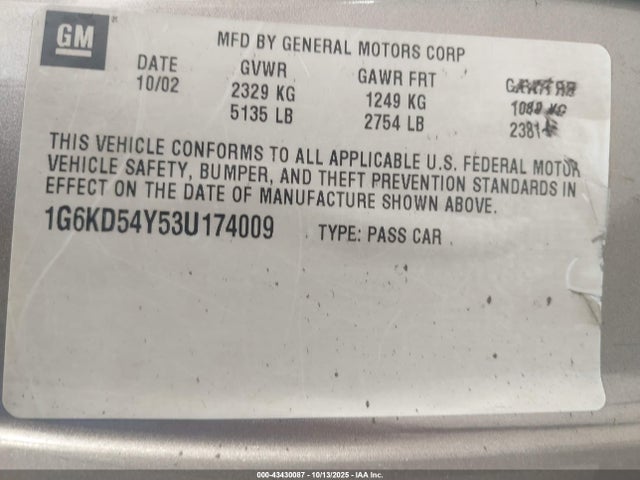 GM
MFD BY GENERAL MOTORS CORP
DATE GVWR GAWR FRT
10/02 2329 KG 1249 KG KG
5135 LB 2754 LB 2381
THIS VEHICLE CONFORMS TO ALL APPLICABLE U.S. FEDERAL MOTOR
VEHICLE SAFETY, BUMPER, AND THEFT PREVENTION STANDARDS IN
EFFECT ON THE DATE OF MANUFACTURE SHOWN ABOVE.
1G6KD54Y53U174009 TYPE: PASS CAR
000-43430087 - 10/13/2025 - IAA Inc.